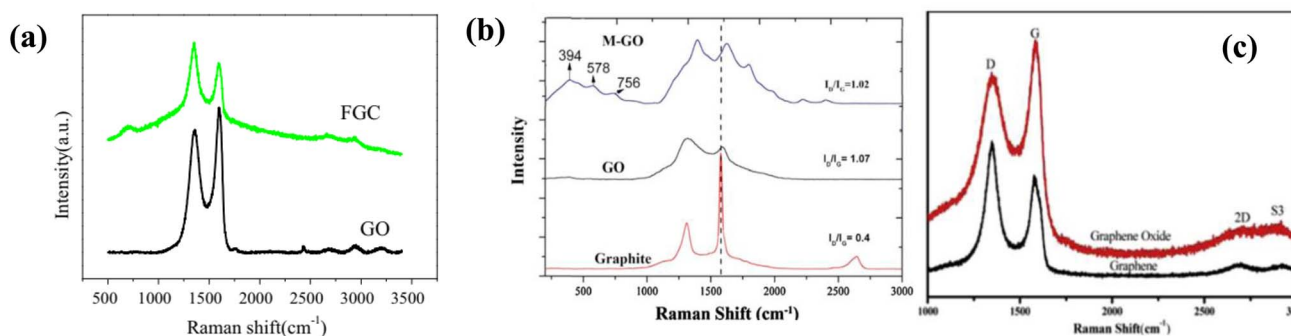 (a)
FGC
GO
Intensity(a.u.)
500 1000 1500 2000 2500 3000 3500
Raman shift(cm⁻¹)
(b)
M-GO
394
578
756
I_D/I_G=1.02
GO
I_D/I_G= 1.07
Graphite
I_D/I_G= 0.4
Intensity
500 1000 1500 2000 2500 3000
Raman Shift (cm⁻¹)
(c)
G
D
2D
S3
Graphene Oxide
Graphene
1000 1500 2000 2500
Raman Shift (cm⁻¹)